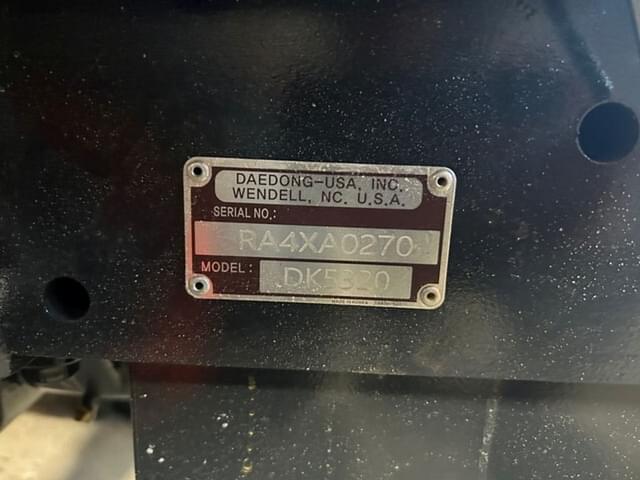 DAEDONG-USA, INC.
WENDELL, NC. U.S.A.
SERIAL NO.:
RA4XA0270
MODEL:
DK5320